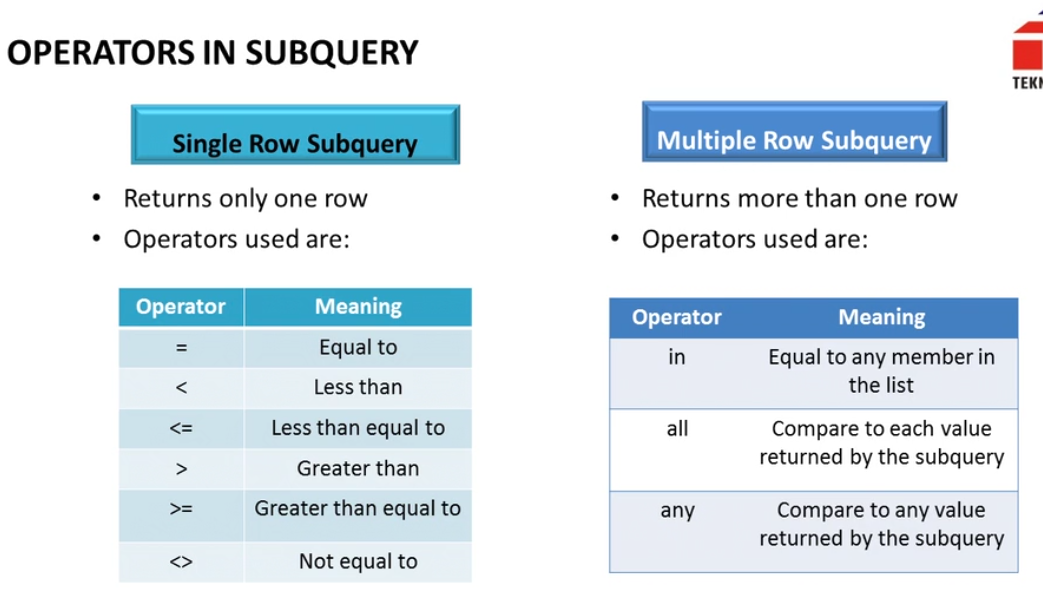 OPERATORS IN SUBQUERY
TEKN
Single Row Subquery
• Returns only one row
• Operators used are:
Operator Meaning
= Equal to
< Less than
<= Less than equal to
> Greater than
>= Greater than equal to
<> Not equal to
Multiple Row Subquery
• Returns more than one row
• Operators used are:
Operator Meaning
in Equal to any member in
the list
all Compare to each value
returned by the subquery
any Compare to any value
returned by the subquery